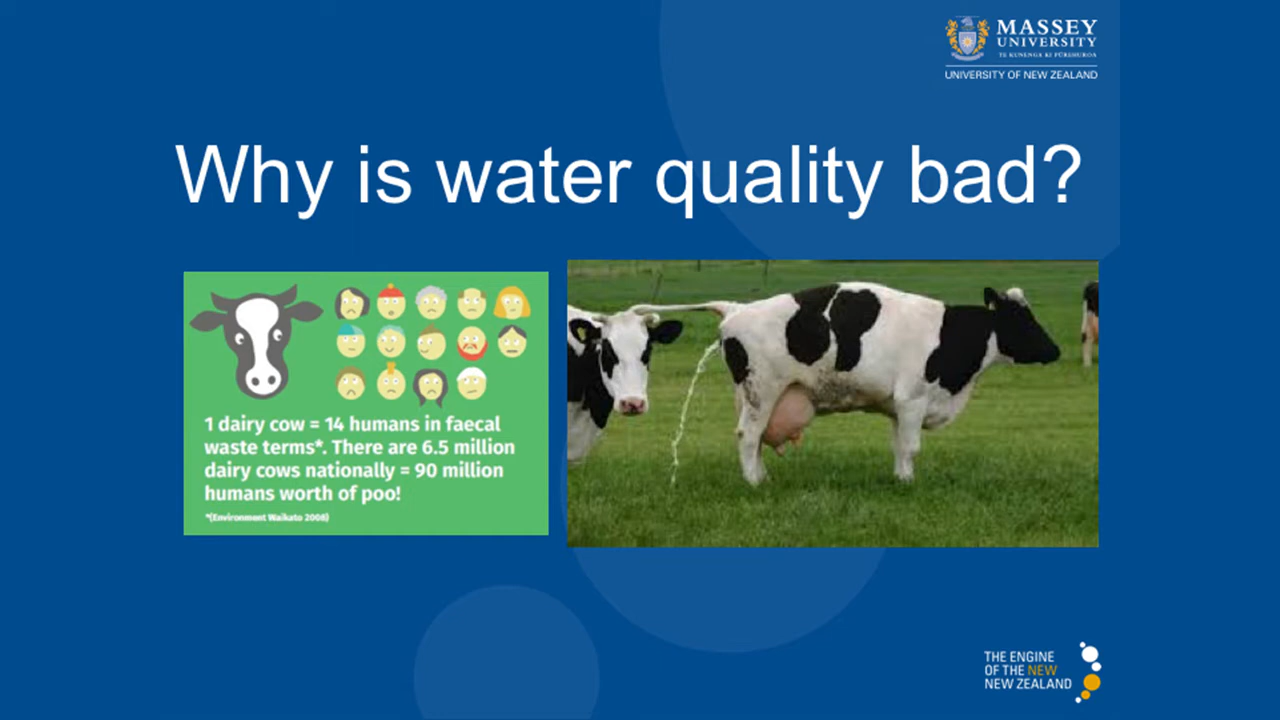 MASSEY
UNIVERSITY
TE KUNENGA KI PŪREHUROA
UNIVERSITY OF NEW ZEALAND
Why is water quality bad?
1 dairy cow = 14 humans in faecal
waste terms*. There are 6.5 million
dairy cows nationally = 90 million
humans worth of poo!
*(Environment Waikato 2008)
THE ENGINE
OF THE NEW
NEW ZEALAND